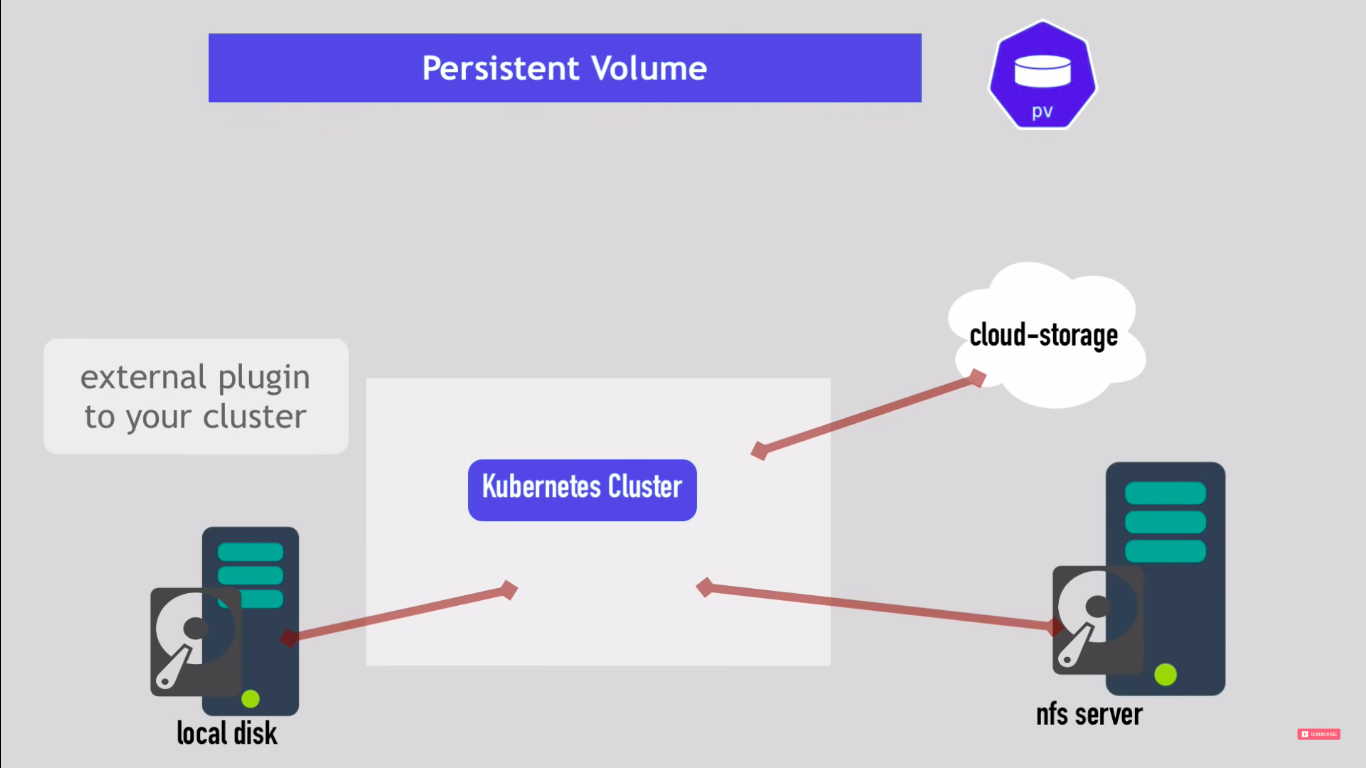 Persistent Volume
pv
cloud-storage
external plugin
to your cluster
Kubernetes Cluster
local disk
nfs server
SUBSCRIBE